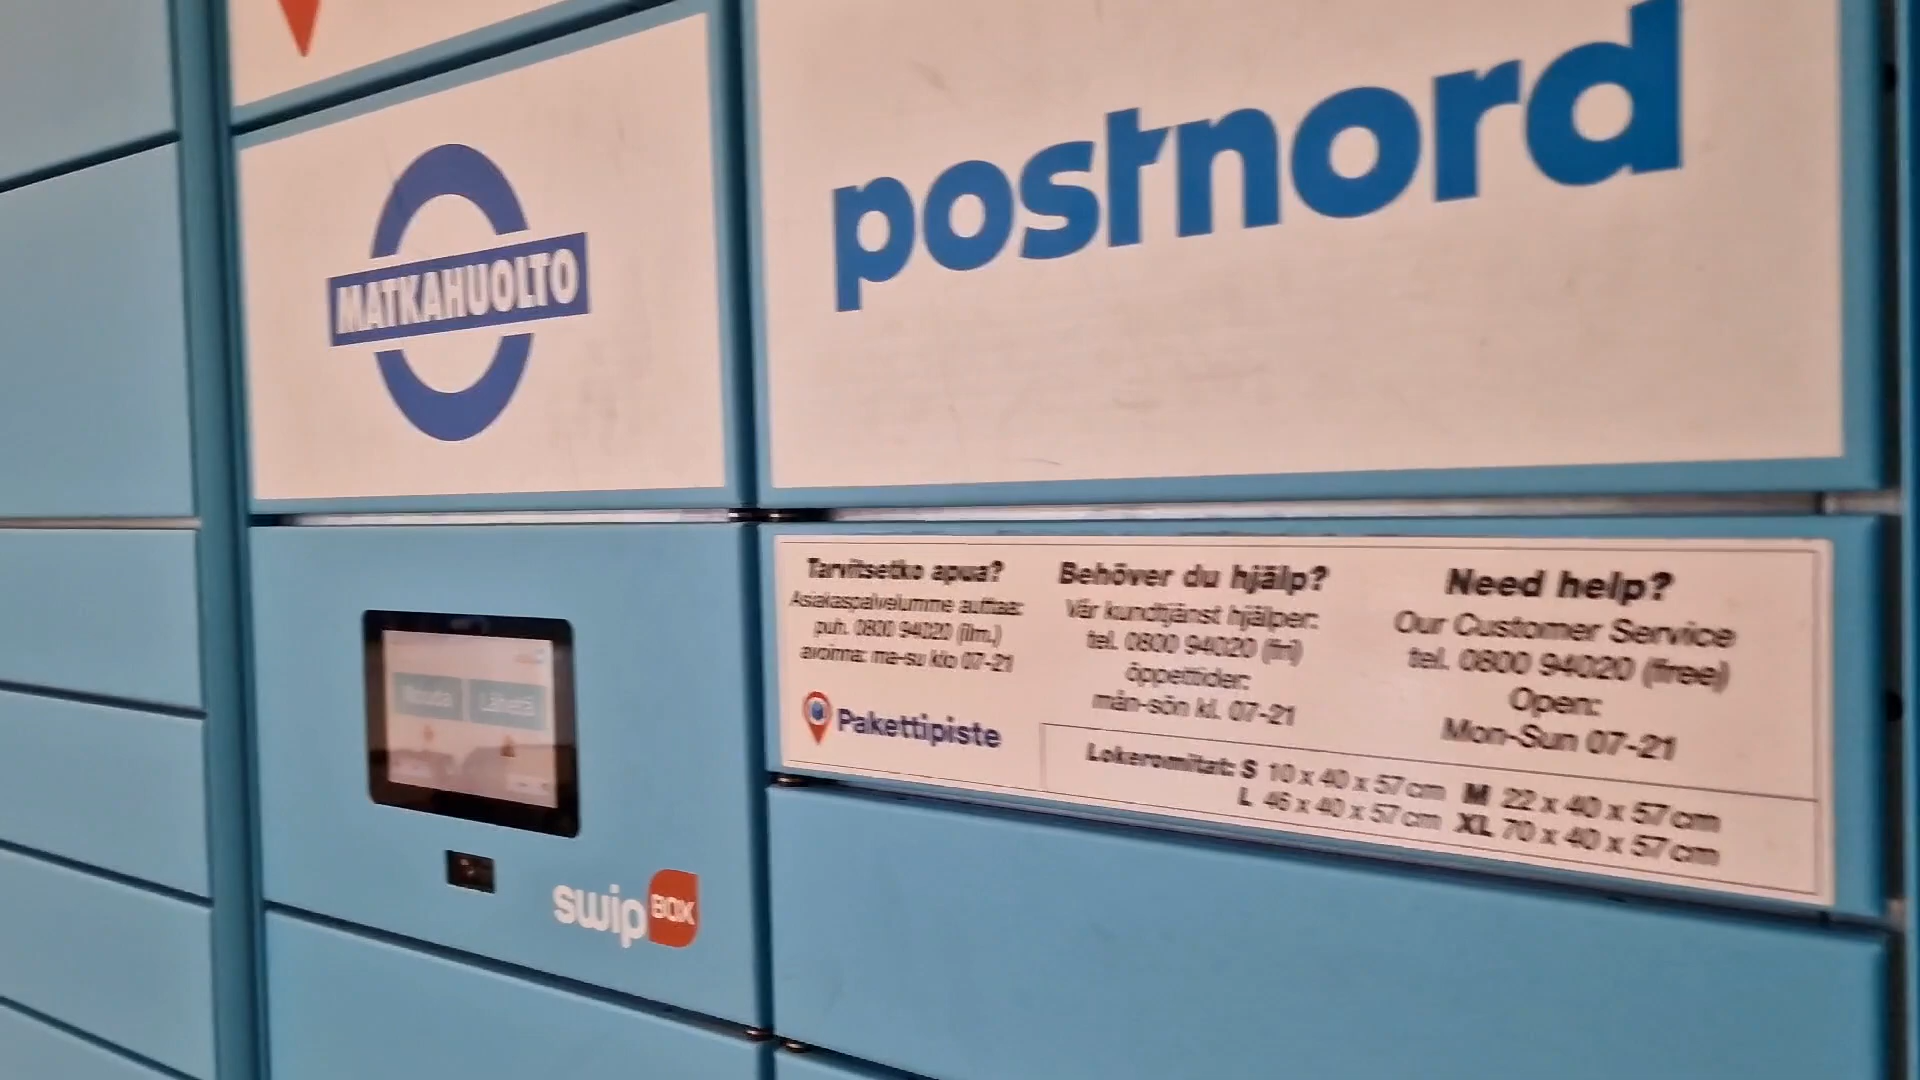 MATKAHUOLTO
postnord
Tarvitsetko apua?
Asiakaspalvelumme auttaa:
puh. 0800 94020 (ilm.)
avoinna: ma-su klo 07-21
Pakettipiste
Behöver du hjälp?
Vår kundtjänst hjälper:
tel. 0800 94020 (fri)
öppettider:
mån-sön kl. 07-21
Need help?
Our Customer Service
tel. 0800 94020 (free)
Open:
Mon-Sun 07-21
Lokeromitat: S 10 x 40 x 57 cm M 22 x 40 x 57 cm
L 46 x 40 x 57 cm XL 70 x 40 x 57 cm
Nouda Lähetä
swip BOX